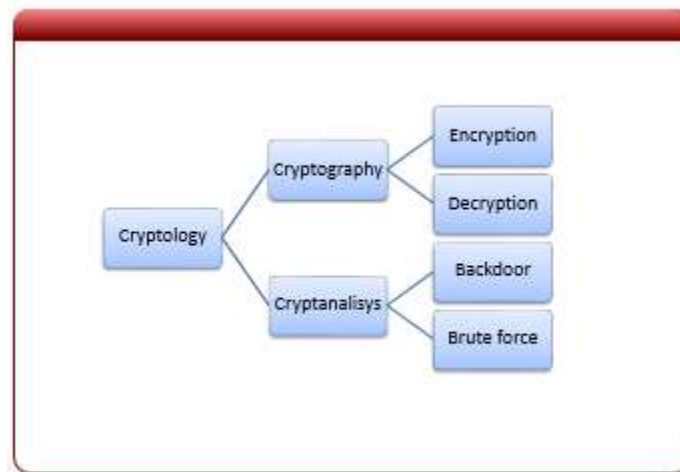 Cryptology
Cryptography
Encryption
Decryption
Cryptanalisys
Backdoor
Brute force